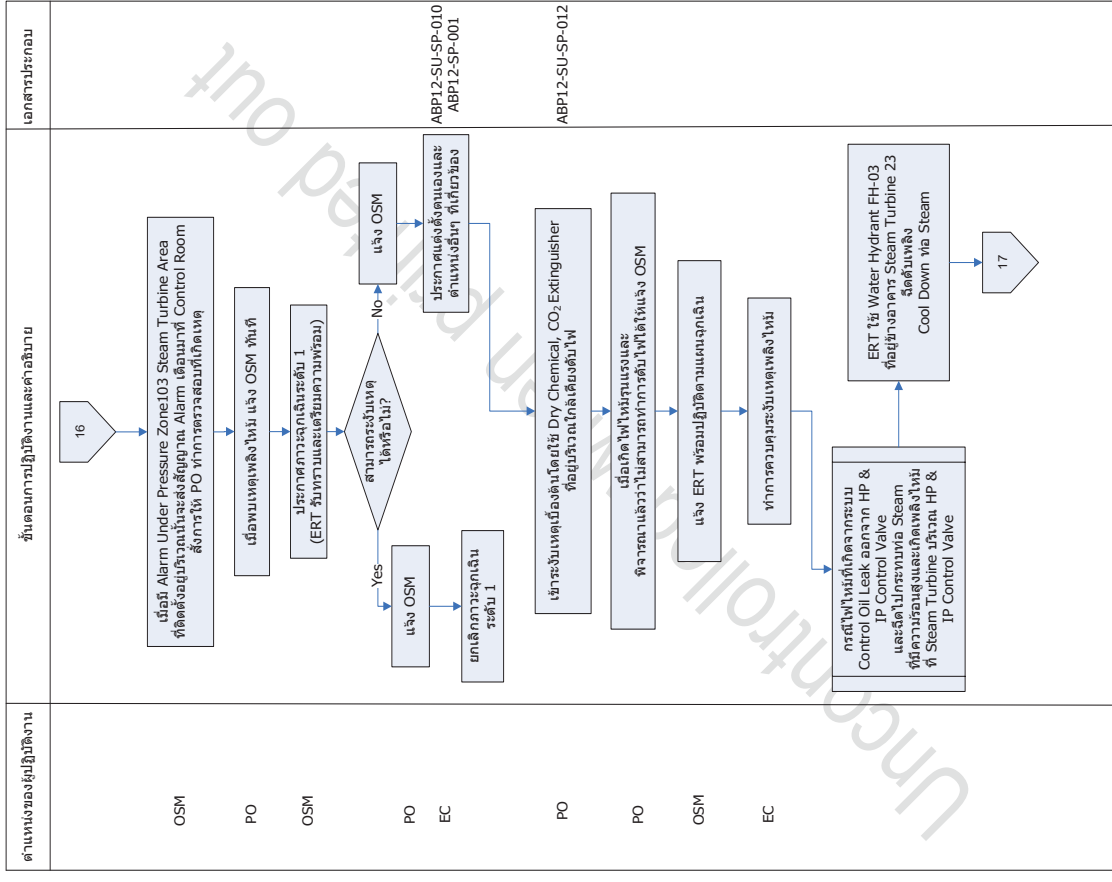 ตำแหน่งของผู้ปฏิบัติงาน
ขั้นตอนการปฏิบัติงานและคำอธิบาย
เอกสารประกอบ
16
OSM
เมื่อมี Alarm Under Pressure Zone103 Steam Turbine Area
ที่ติดตั้งอยู่บริเวณนั้นจะส่งสัญญาณ Alarm เตือนมาที่ Control Room
สั่งการให้ PO ทำการตรวจสอบที่เกิดเหตุ
PO
เมื่อพบเหตุเพลิงไหม้ แจ้ง OSM ทันที
OSM
ประกาศภาวะฉุกเฉินระดับ 1
(ERT รับทราบและเตรียมความพร้อม)
สามารถระงับเหตุ
ได้หรือไม่?
Yes
No
PO
แจ้ง OSM
แจ้ง OSM
EC
ยกเลิกภาวะฉุกเฉิน
ระดับ 1
ประกาศแต่งตั้งตนเองและ
ตำแหน่งอื่นๆ ที่เกี่ยวข้อง
ABP12-SU-SP-010
ABP12-SP-001
PO
เข้าระงับเหตุเบื้องต้นโดยใช้ Dry Chemical, CO₂ Extinguisher
ที่อยู่บริเวณใกล้เคียงดับไฟ
ABP12-SU-SP-012
PO
เมื่อเกิดไฟไหม้รุนแรงและ
พิจารณาแล้วว่าไม่สามารถทำการดับไฟได้ให้แจ้ง OSM
OSM
แจ้ง ERT พร้อมปฏิบัติตามแผนฉุกเฉิน
EC
ทำการควบคุมระงับเหตุเพลิงไหม้
กรณีไฟไหม้ที่เกิดจากระบบ
Control Oil Leak ออกจาก HP &
IP Control Valve
และฉีดไปกระทบท่อ Steam
ที่มีความร้อนสูงและเกิดเพลิงไหม้
ที่ Steam Turbine บริเวณ HP &
IP Control Valve
ERT ใช้ Water Hydrant FH-03
ที่อยู่ข้างอาคาร Steam Turbine 23
ฉีดดับเพลิง
Cool Down ท่อ Steam
17
Uncontrolled when printed out